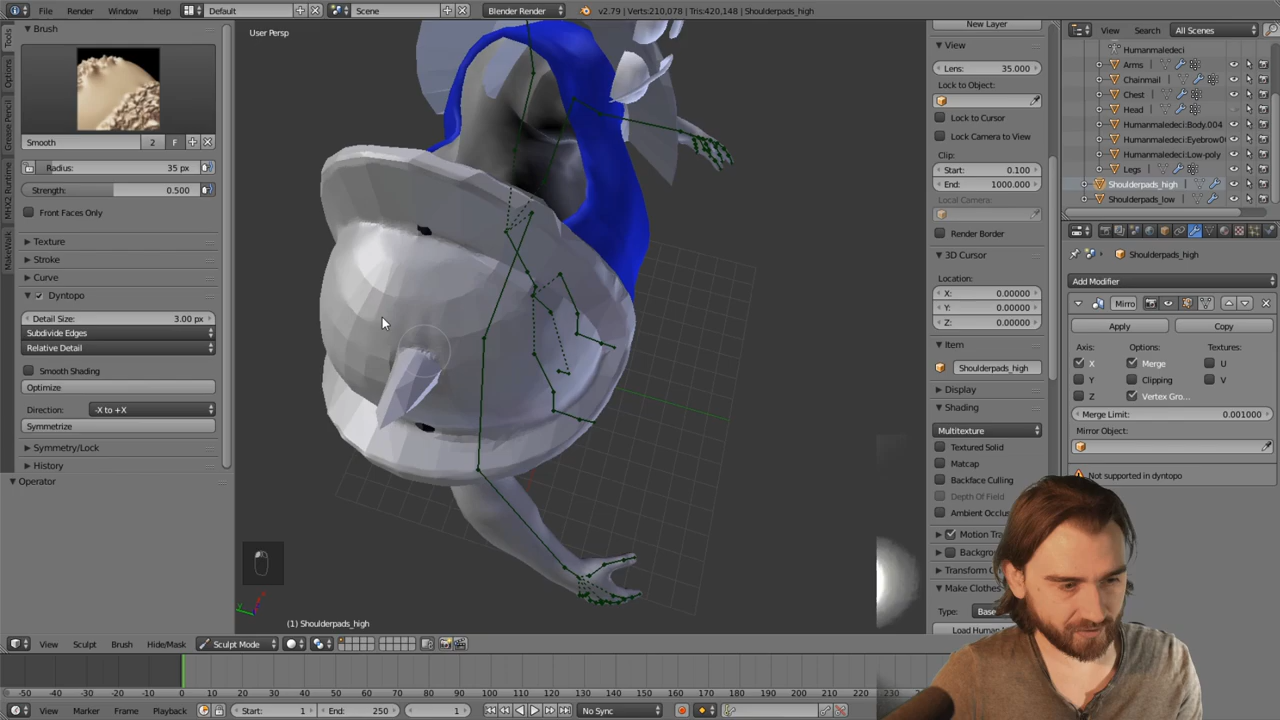 File Render Window Help Default Scene Blender Render v2.79 | Verts:210,078 | Tris:420,148 | Shoulderpads_high
Tools
Options
Grease Pencil
MHX2 Runtime
MakeWalk
Brush
Smooth 2 F
Radius: 35 px
Strength: 0.500
Front Faces Only
Texture
Stroke
Curve
Dyntopo
Detail Size: 3.00 px
Subdivide Edges
Relative Detail
Smooth Shading
Optimize
Direction: -X to +X
Symmetrize
Symmetry/Lock
History
Operator
User Persp
(1) Shoulderpads_high
New Layer
View
Lens: 35.000
Lock to Object:
Lock to Cursor
Lock Camera to View
Clip:
Start: 0.100
End: 1000.000
Local Camera:
Render Border
3D Cursor
Location:
X: 0.00000
Y: 0.00000
Z: 0.00000
Item
Shoulderpads_high
Display
Shading
Multitexture
Textured Solid
Matcap
Backface Culling
Depth Of Field
Ambient Occlus
Motion Tra
Backgrou
Transform O
Make Clothes
Type: Base
Load Human
View Search All Scenes
Humanmaledeci
Arms
Chainmail
Chest
Head
Humanmaledeci:Body.004
Humanmaledeci:Eyebrow0
Humanmaledeci:Low-poly
Legs
Shoulderpads_high
Shoulderpads_low
Shoulderpads_high
Add Modifier
Mirro
Apply Copy
Axis: Options: Textures:
X Merge U
Y Clipping V
Z Vertex Gro...
Merge Limit: 0.001000
Mirror Object:
Not supported in dyntopo
View Sculpt Brush Hide/Mask Sculpt Mode
-50 -40 -30 -20 -10 0 10 20 30 40 50 60 70 80 90 100 110 120 130 140 150 160 170 180 190 200 210 220
View Marker Frame Playback Start: 1 End: 250 1 No Sync